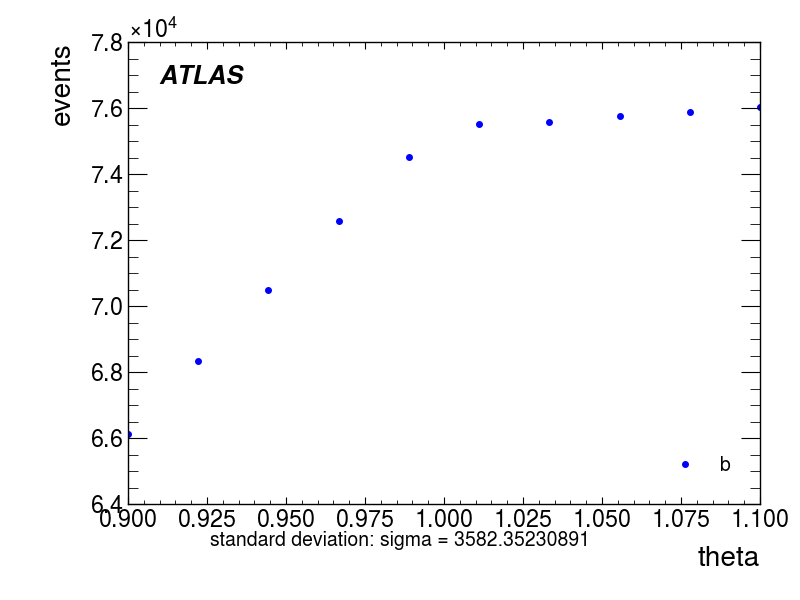 ×10⁴
7.8
events
ATLAS
7.6
7.4
7.2
7.0
6.8
6.6
b
6.4
0.900 0.925 0.950 0.975 1.000 1.025 1.050 1.075 1.100
standard deviation: sigma = 3582.35230891
theta